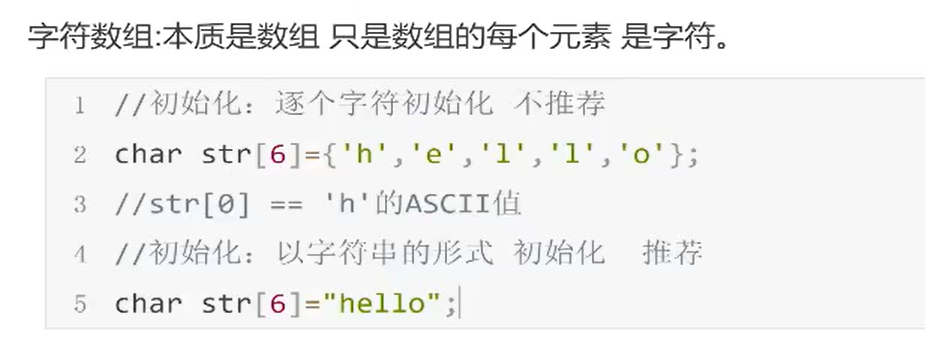 字符数组:本质是数组 只是数组的每个元素 是字符。
1 //初始化：逐个字符初始化 不推荐
2 char str[6]={'h','e','l','l','o'};
3 //str[0] == 'h'的ASCII值
4 //初始化：以字符串的形式 初始化  推荐
5 char str[6]="hello";